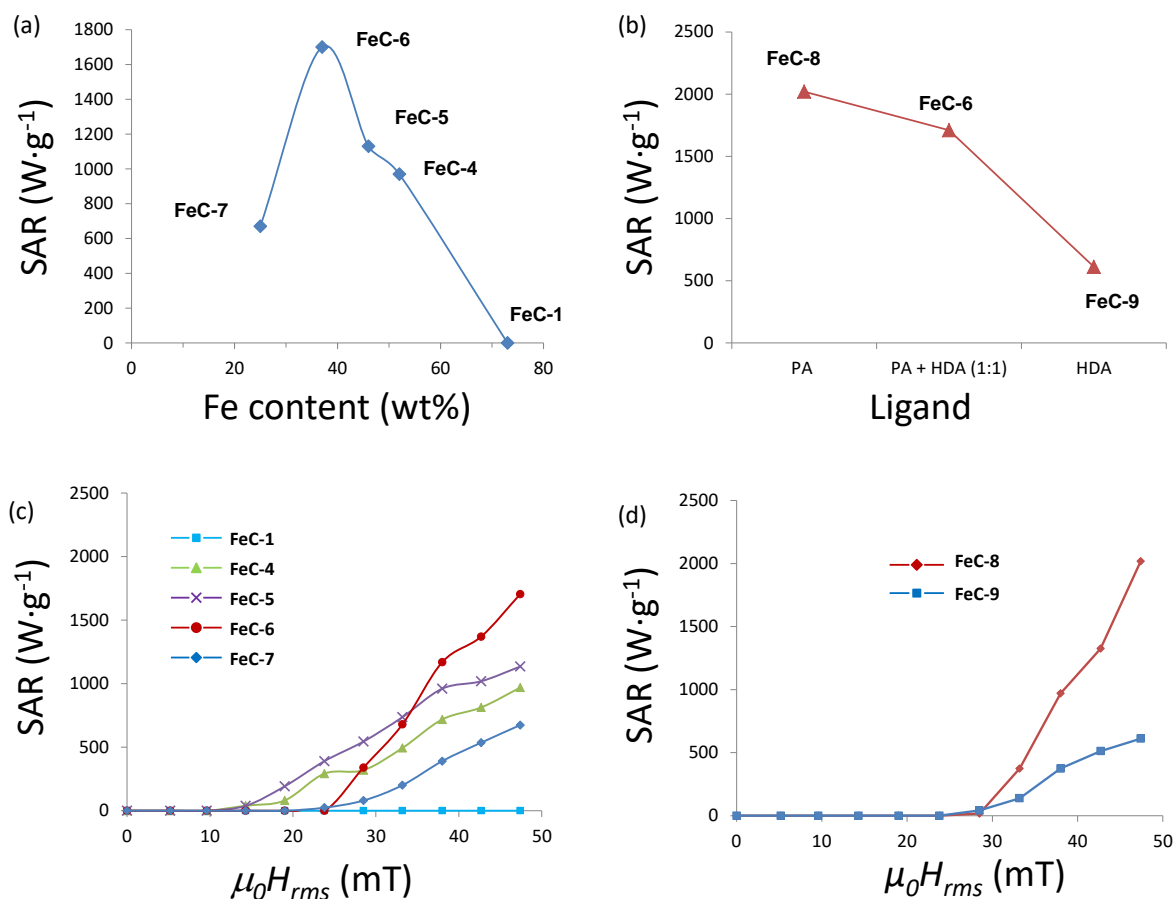 (a)
SAR (W·g⁻¹)
1800
1600
1400
1200
1000
800
600
400
200
0
FeC-6
FeC-5
FeC-4
FeC-7
FeC-1
0 20 40 60 80
Fe content (wt%)
(b)
SAR (W·g⁻¹)
2500
2000
1500
1000
500
0
FeC-8
FeC-6
FeC-9
PA PA + HDA (1:1) HDA
Ligand
(c)
SAR (W·g⁻¹)
2500
2000
1500
1000
500
0
FeC-1
FeC-4
FeC-5
FeC-6
FeC-7
0 10 20 30 40 50
μ₀Hᵣₘₛ (mT)
(d)
SAR (W·g⁻¹)
2500
2000
1500
1000
500
0
FeC-8
FeC-9
0 10 20 30 40 50
μ₀Hᵣₘₛ (mT)